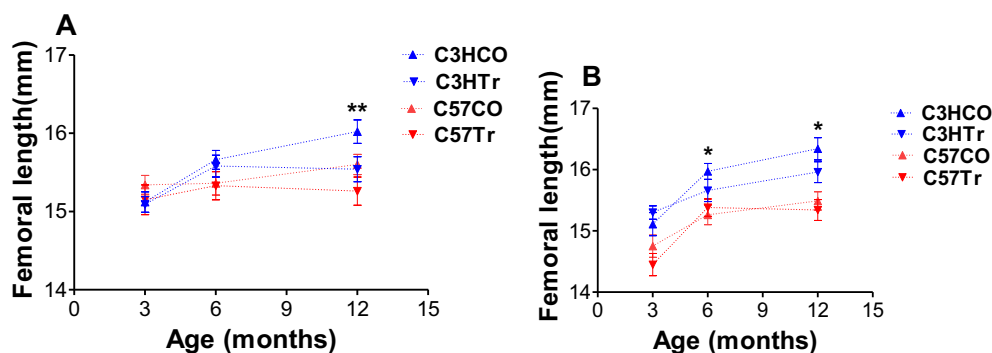 A
Femoral length(mm)
17
16
15
14
0
3
6
9
12
15
Age (months)
**
C3HCO
C3HTr
C57CO
C57Tr
B
Femoral length(mm)
17
16
15
14
0
3
6
9
12
15
Age (months)
*
*
C3HCO
C3HTr
C57CO
C57Tr